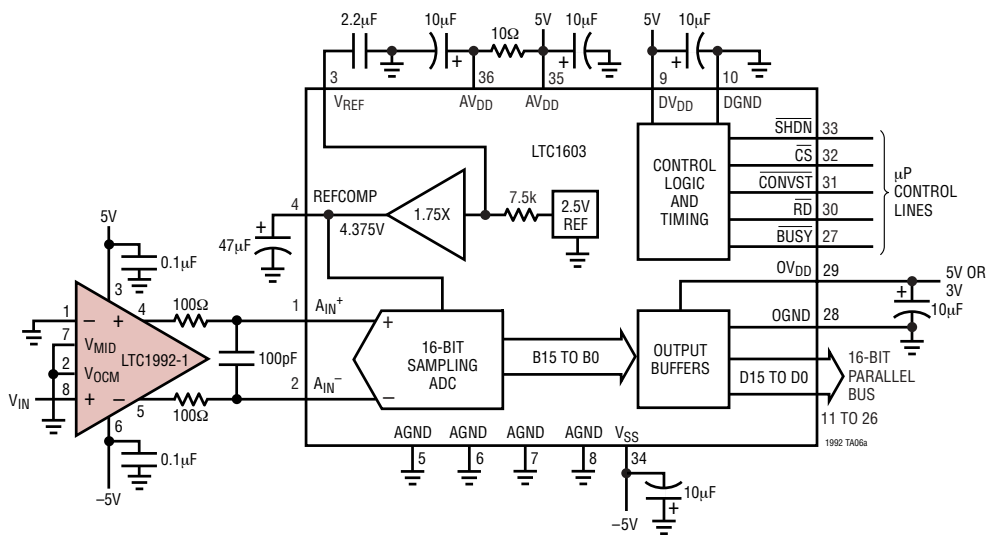 2.2µF
10µF
10Ω
5V
10µF
5V
10µF
3
36
35
9
10
VREF
AVDD
AVDD
DVDD
DGND
LTC1603
CONTROL
LOGIC
AND
TIMING
SHDN
33
CS
32
CONVST
31
RD
30
BUSY
27
µP
CONTROL
LINES
4
REFCOMP
4.375V
1.75X
7.5k
2.5V
REF
47µF
+
5V
0.1µF
3
1
7
2
8
– +
VMID
LTC1992-1
VOCM
+ –
VIN
4
5
6
100Ω
100Ω
100pF
0.1µF
–5V
1
AIN+
2
AIN–
+
–
16-BIT
SAMPLING
ADC
B15 TO B0
OUTPUT
BUFFERS
OVDD
29
5V OR
3V
+
10µF
OGND
28
D15 TO D0
16-BIT
PARALLEL
BUS
11 TO 26
1992 TA06a
AGND
AGND
AGND
AGND
VSS
5
6
7
8
34
10µF
+
–5V